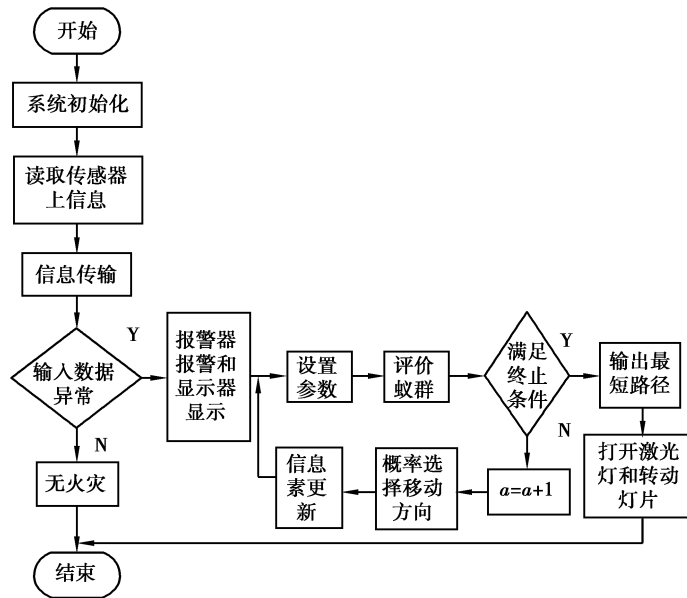 开始
系统初始化
读取传感器
上信息
信息传输
输入数据
异常
Y
N
无火灾
结束
报警器
报警和
显示器
显示
设置
参数
评价
蚁群
满足
终止
条件
Y
N
输出最
短路径
打开激光
灯和转动
灯片
a=a+1
概率选
择移动
方向
信息
素更
新